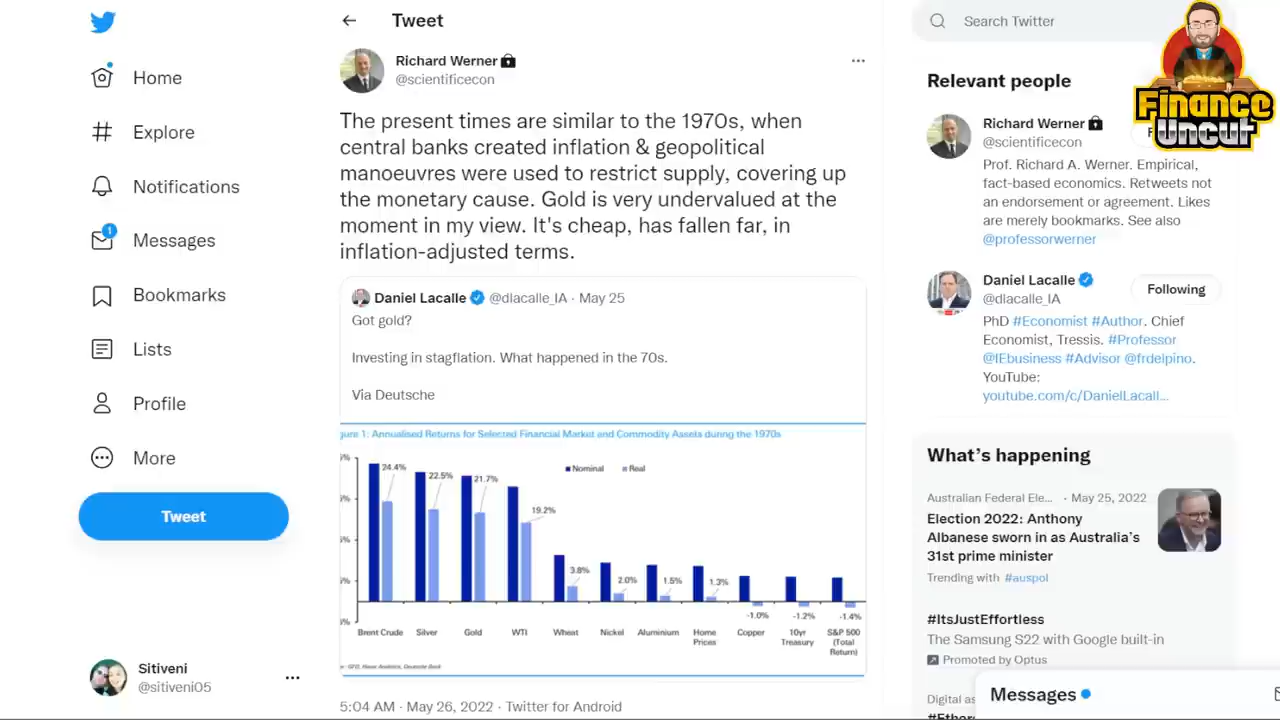 Home
Explore
Notifications
1
Messages
Bookmarks
Lists
Profile
More
Tweet
Sitiveni
@sitiveni05
Tweet
Richard Werner
@scientificecon
The present times are similar to the 1970s, when
central banks created inflation & geopolitical
manoeuvres were used to restrict supply, covering up
the monetary cause. Gold is very undervalued at the
moment in my view. It's cheap, has fallen far, in
inflation-adjusted terms.
Daniel Lacalle @dlacalle_IA · May 25
Got gold?
Investing in stagflation. What happened in the 70s.
Via Deutsche
gure 1: Annualised Returns for Selected Financial Market and Commodity Assets during the 1970s
Nominal Real
24.4%
22.5%
21.7%
19.2%
3.8%
2.0%
1.5%
1.3%
-1.0%
-1.2%
-1.4%
Brent Crude Silver Gold WTI Wheat Nickel Aluminium Home Prices Copper 10yr Treasury S&P 500 (Total Return)
5:04 AM · May 26, 2022 · Twitter for Android
Search Twitter
Finance
Uncut
Relevant people
Richard Werner
@scientificecon
Prof. Richard A. Werner. Empirical,
fact-based economics. Retweets not
an endorsement or agreement. Likes
are merely bookmarks. See also
@professorwerner
Daniel Lacalle
Following
@dlacalle_IA
PhD #Economist #Author. Chief
Economist, Tressis. #Professor
@IEbusiness #Advisor @frdelpino.
YouTube:
youtube.com/c/DanielLacall...
What's happening
Australian Federal Ele... · May 25, 2022
Election 2022: Anthony
Albanese sworn in as Australia's
31st prime minister
Trending with #auspol
#ItsJustEffortless
The Samsung S22 with Google built-in
Promoted by Optus
Digital as
Messages